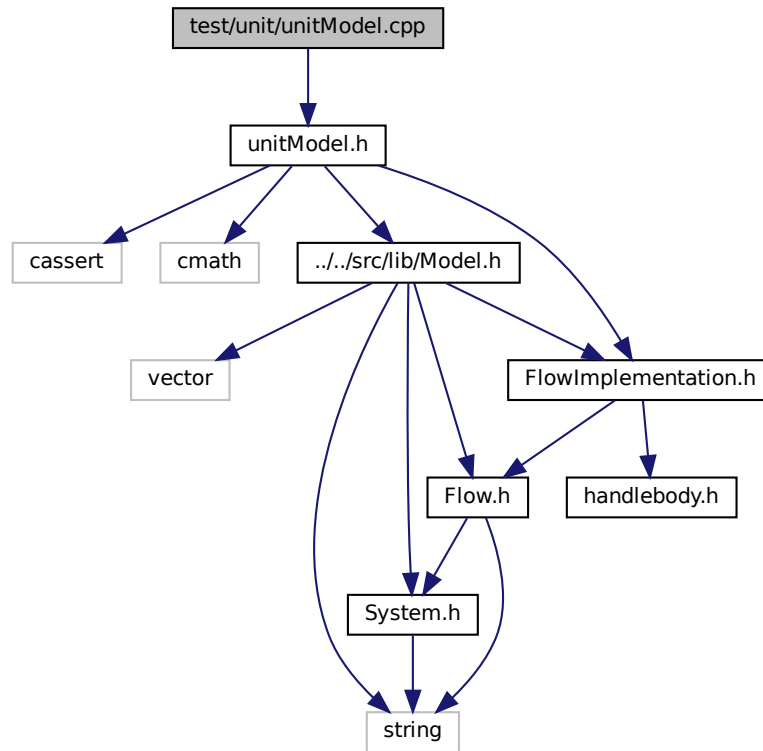 test/unit/unitModel.cpp
unitModel.h
cassert
cmath
../../src/lib/Model.h
vector
FlowImplementation.h
Flow.h
handlebody.h
System.h
string